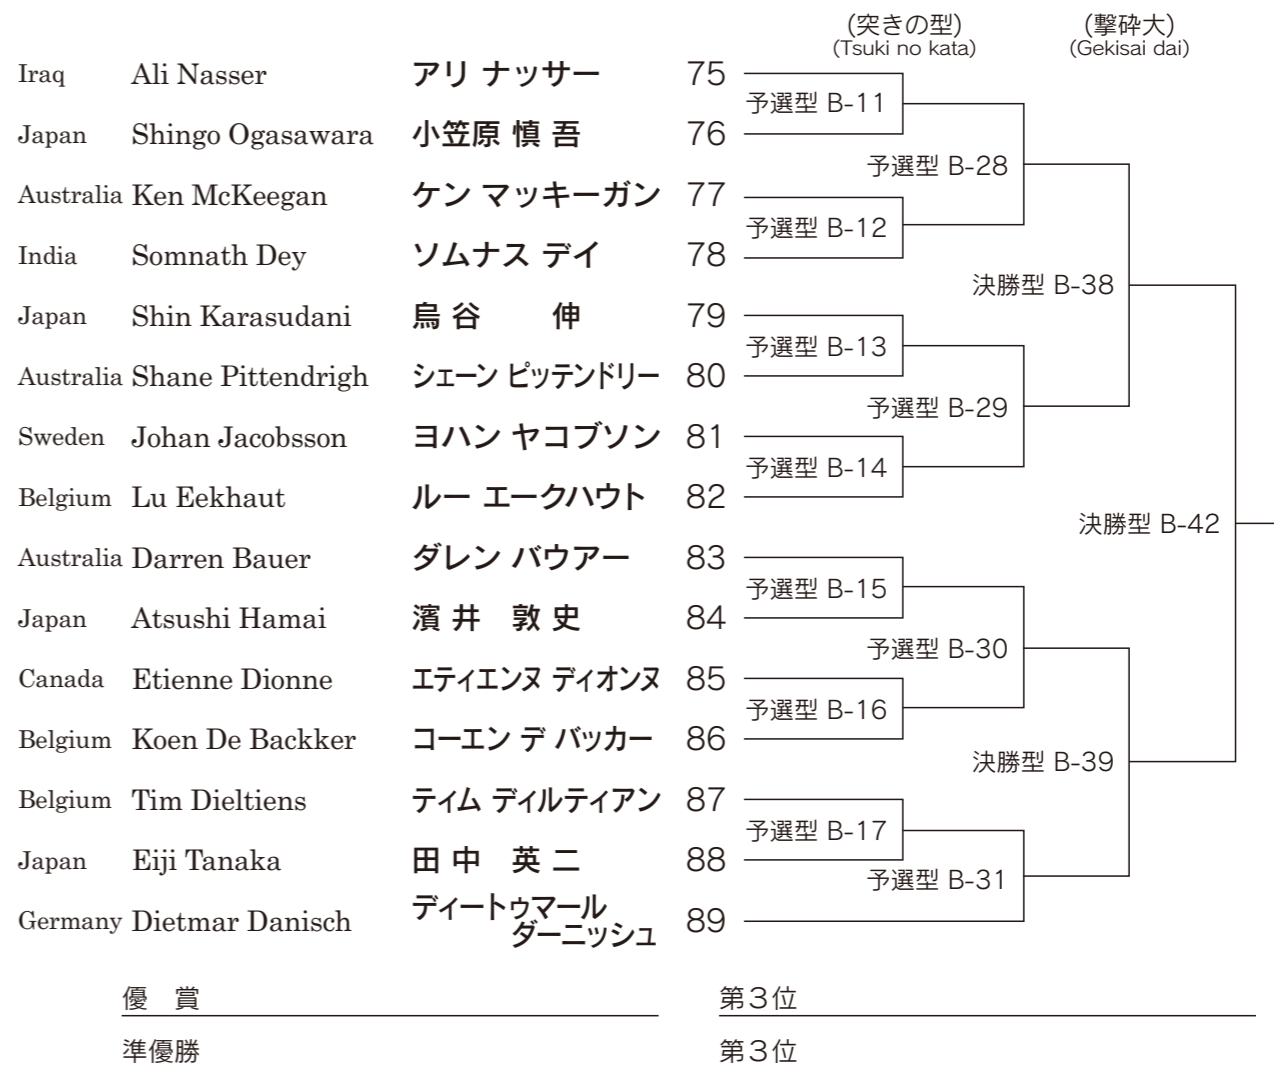 (突きの型) (撃砕大)
(Tsuki no kata) (Gekisai dai)
Iraq Ali Nasser アリ ナッサー 75
予選型 B-11
Japan Shingo Ogasawara 小笠原 慎 吾 76
予選型 B-28
Australia Ken McKeegan ケン マッキーガン 77
予選型 B-12
India Somnath Dey ソムナス デイ 78
決勝型 B-38
Japan Shin Karasudani 烏 谷 伸 79
予選型 B-13
Australia Shane Pittendrigh シェーン ピッテンドリー 80
予選型 B-29
Sweden Johan Jacobsson ヨハン ヤコブソン 81
予選型 B-14
Belgium Lu Eekhaut ルー エークハウト 82
決勝型 B-42
Australia Darren Bauer ダレン バウアー 83
予選型 B-15
Japan Atsushi Hamai 濱 井 敦 史 84
予選型 B-30
Canada Etienne Dionne エティエンヌ ディオンヌ 85
予選型 B-16
Belgium Koen De Backker コーエン デ バッカー 86
決勝型 B-39
Belgium Tim Dieltiens ティム ディルティアン 87
予選型 B-17
Japan Eiji Tanaka 田 中 英 二 88
予選型 B-31
Germany Dietmar Danisch ディートゥマール ダーニッシュ 89
優 賞 第３位
準優勝 第３位